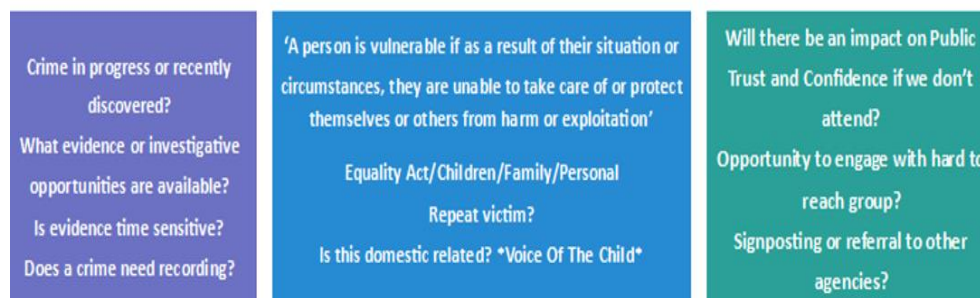 Crime in progress or recently
discovered?
What evidence or investigative
opportunities are available?
Is evidence time sensitive?
Does a crime need recording?
‘A person is vulnerable if as a result of their situation or
circumstances, they are unable to take care of or protect
themselves or others from harm or exploitation’
Equality Act/Children/Family/Personal
Repeat victim?
Is this domestic related? *Voice Of The Child*
Will there be an impact on Public
Trust and Confidence if we don’t
attend?
Opportunity to engage with hard to
reach group?
Signposting or referral to other
agencies?